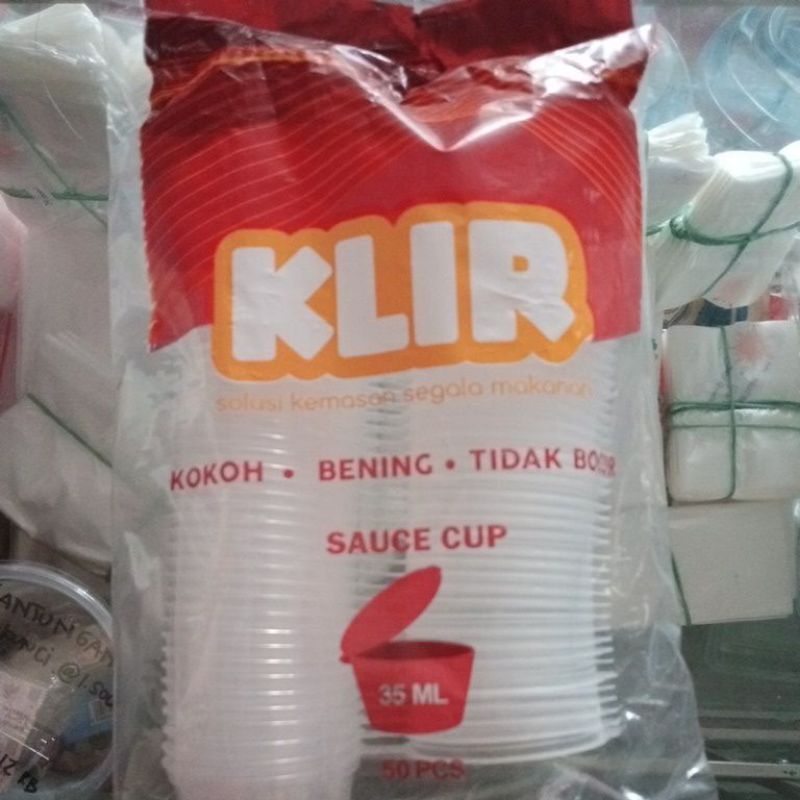 KLIR
solusi kemasan segala makanan
KOKOH • BENING • TIDAK BOCOR
SAUCE CUP
35 ML
50 PCS